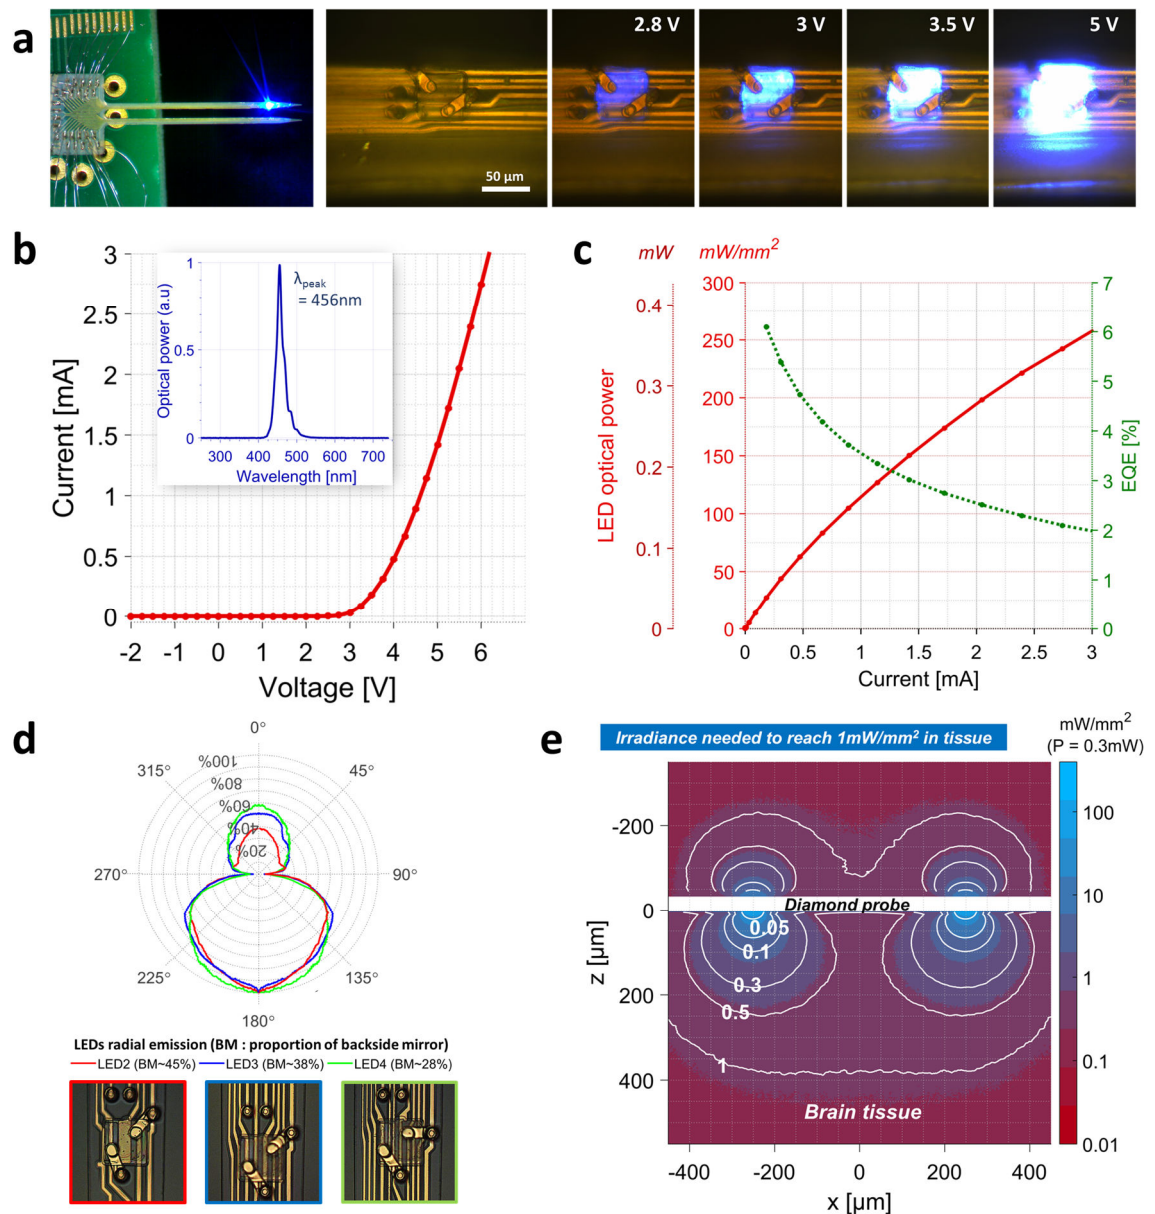 a
2.8 V
3 V
3.5 V
5 V
50 µm
b
3
2.5
2
1.5
1
0.5
0
Current [mA]
-2 -1 0 1 2 3 4 5 6
Voltage [V]
1
0.5
0
Optical power (a.u)
λpeak
= 456nm
300 400 500 600 700
Wavelength [nm]
c
mW
mW/mm²
0.4
0.3
0.2
0.1
0
LED optical power
300
250
200
150
100
50
0
7
6
5
4
3
2
1
0
EQE [%]
0 0.5 1 1.5 2 2.5 3
Current [mA]
d
0°
315°
45°
100%
80%
60%
40%
20%
270°
90°
225°
135°
180°
LEDs radial emission (BM : proportion of backside mirror)
LED2 (BM~45%) LED3 (BM~38%) LED4 (BM~28%)
e
Irradiance needed to reach 1mW/mm² in tissue
mW/mm²
(P = 0.3mW)
100
10
1
0.1
0.01
-200
0
200
400
z [µm]
Diamond probe
0.05
0.1
0.3
0.5
1
Brain tissue
-400 -200 0 200 400
x [µm]